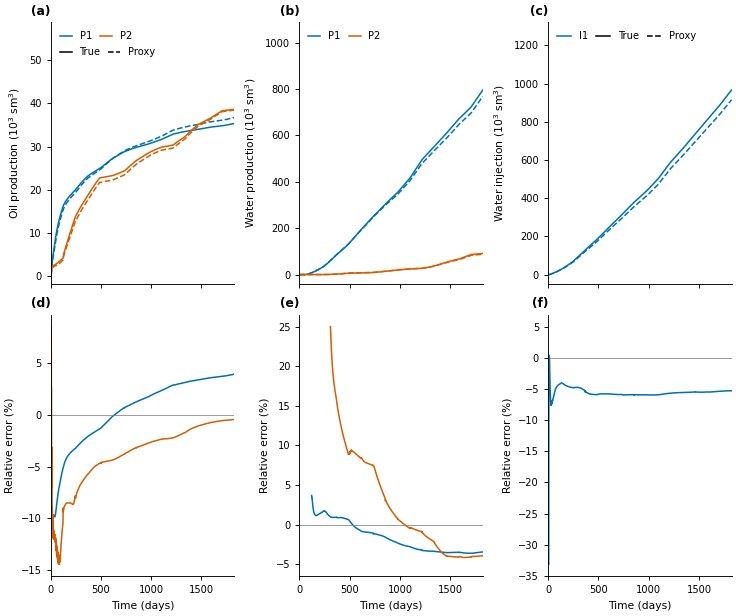 (a)
P1 P2
True Proxy
Oil production (10³ sm³)
50
40
30
20
10
0
(b)
P1 P2
Water production (10³ sm³)
1000
800
600
400
200
0
(c)
I1 True Proxy
Water injection (10³ sm³)
1200
1000
800
600
400
200
0
(d)
Relative error (%)
5
0
−5
−10
−15
0 500 1000 1500
Time (days)
(e)
Relative error (%)
25
20
15
10
5
0
−5
0 500 1000 1500
Time (days)
(f)
Relative error (%)
5
0
−5
−10
−15
−20
−25
−30
−35
0 500 1000 1500
Time (days)